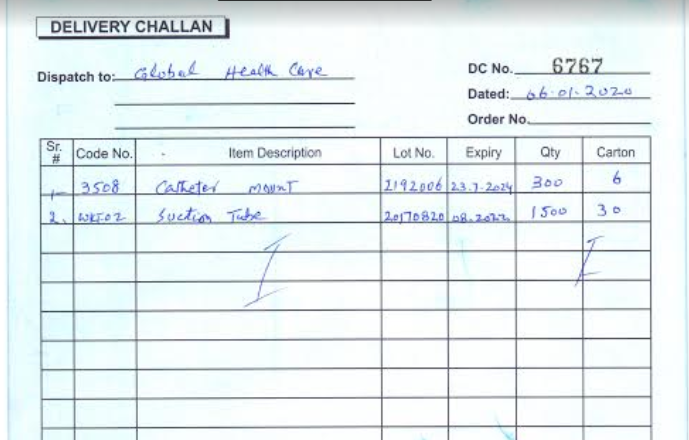 DELIVERY CHALLAN
Dispatch to: Global Health Care
DC No. 6767
Dated: 06.01.2020
Order No.
Sr. # Code No. Item Description Lot No. Expiry Qty Carton
1- 3508 Catheter mount 2192006 23.7.2024 300 6
2. WKT02 Suction Tube 20170820 08.2022 1500 30